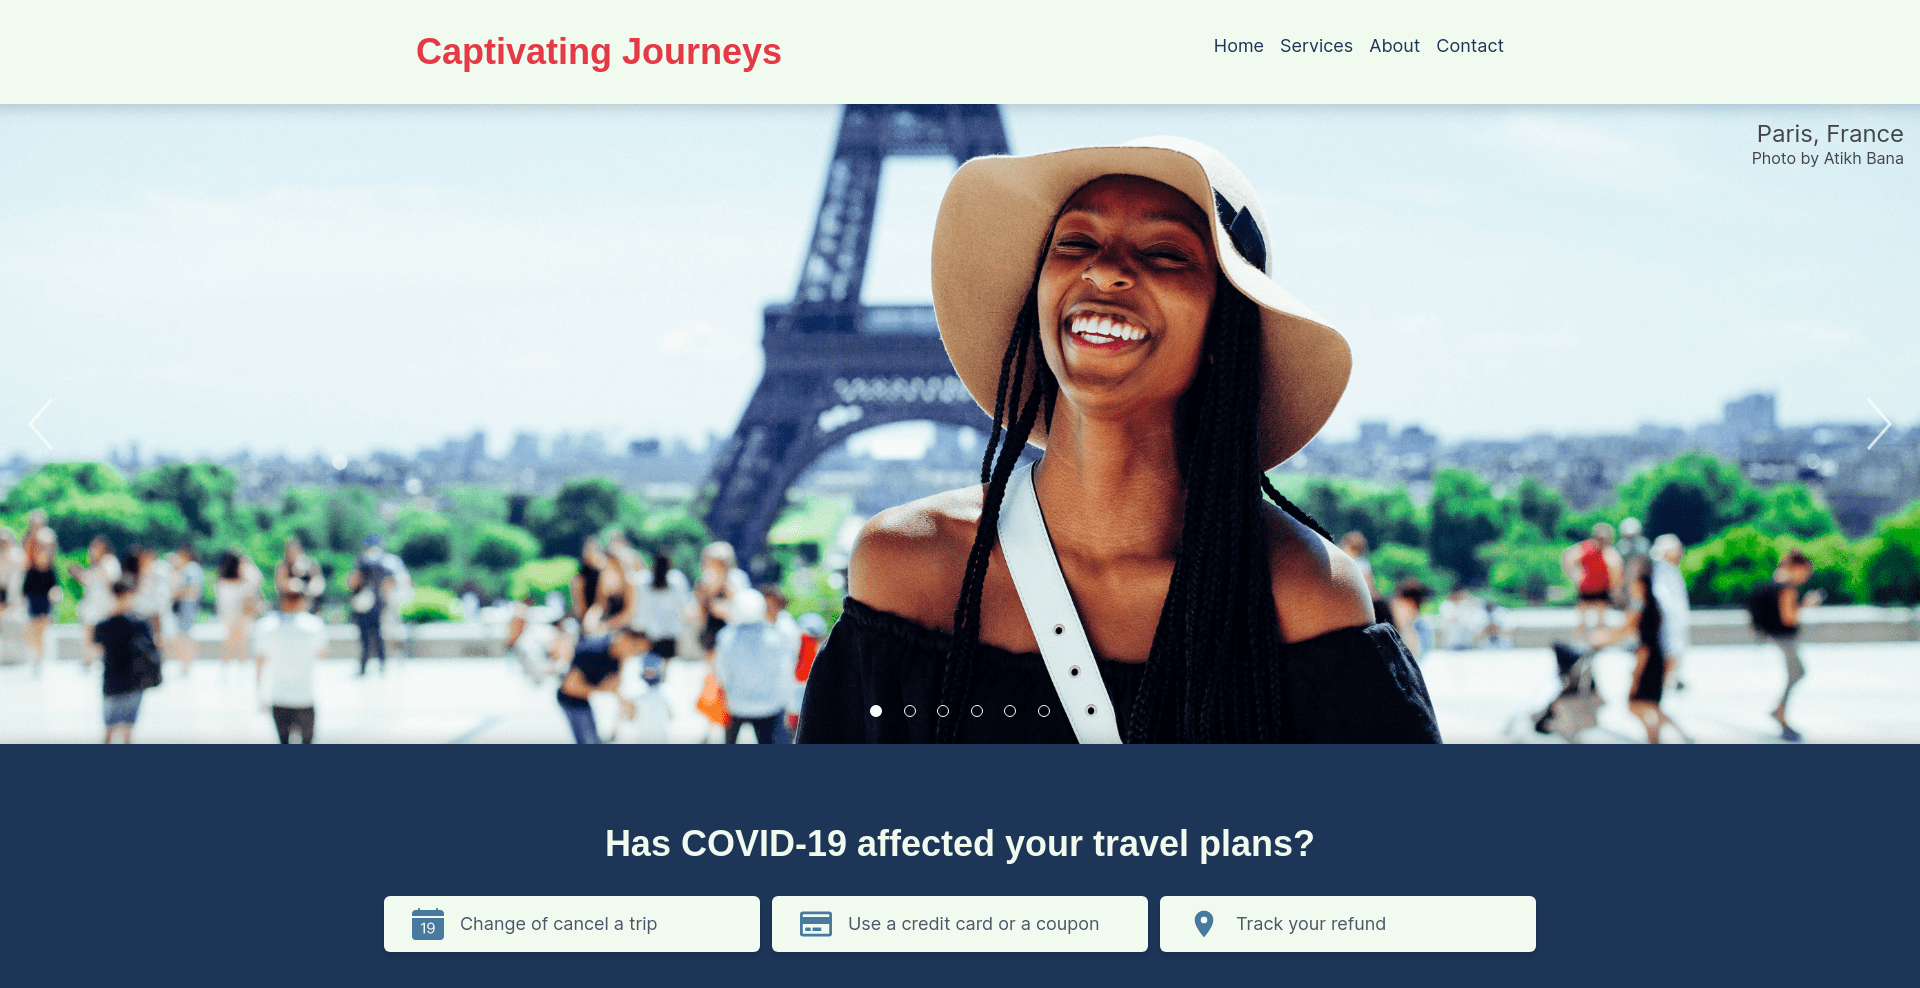 Captivating Journeys
Home Services About Contact
Paris, France
Photo by Atikh Bana
Has COVID-19 affected your travel plans?
19 Change of cancel a trip
Use a credit card or a coupon
Track your refund